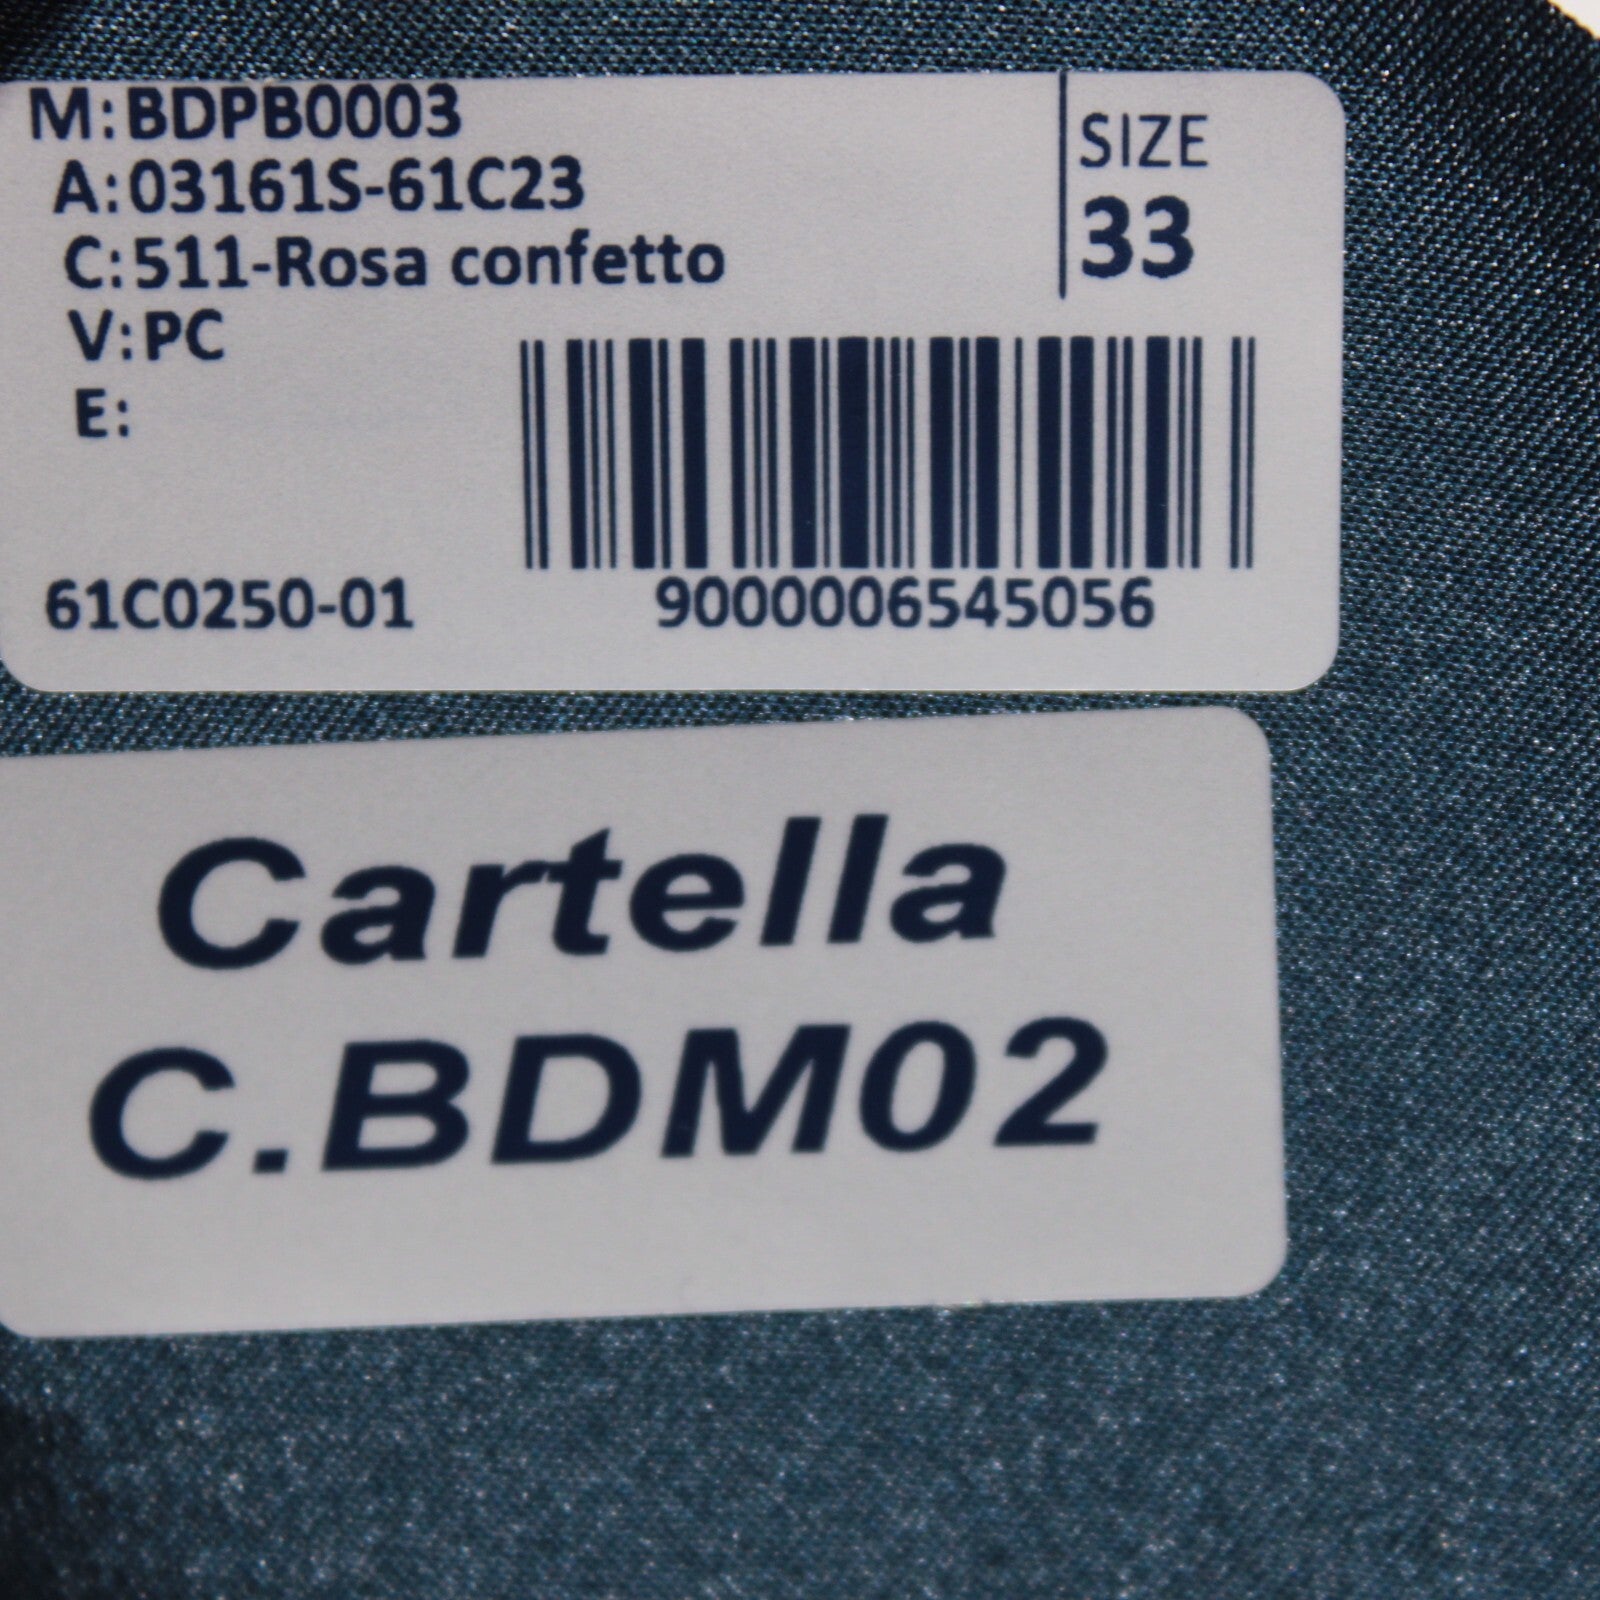 M:BDPB0003
A:03161S-61C23
C:511-Rosa confetto
V:PC
E:
SIZE
33
61C0250-01
9000006545056
Cartella
C.BDM02